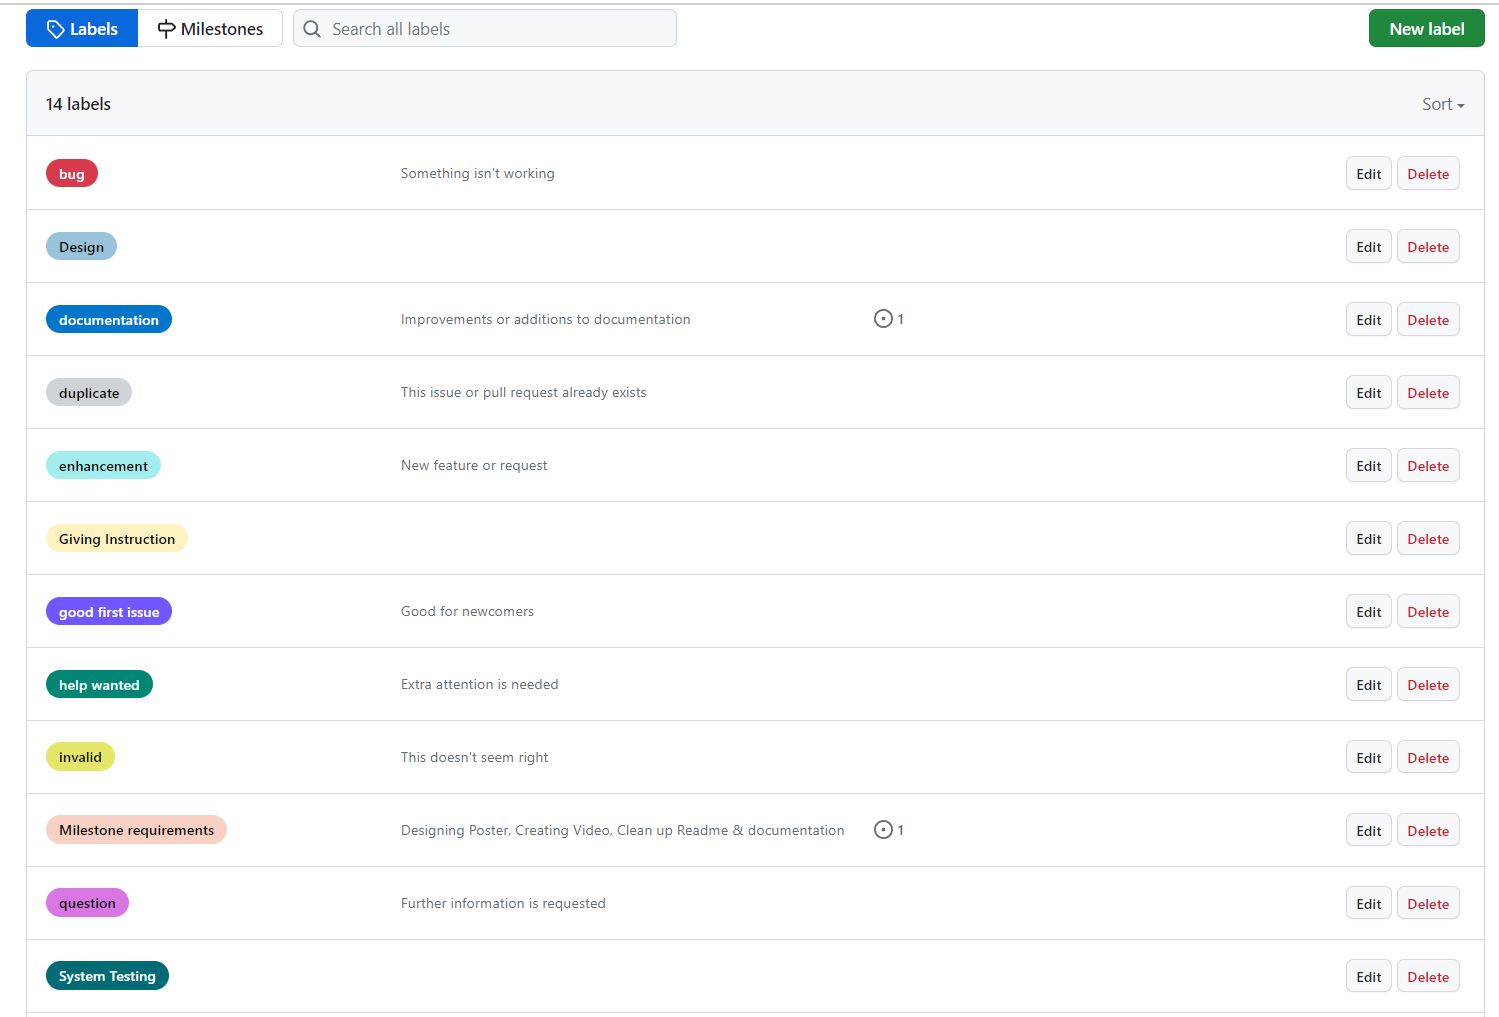 Labels Milestones Search all labels New label
14 labels Sort
bug Something isn't working Edit Delete
Design Edit Delete
documentation Improvements or additions to documentation 1 Edit Delete
duplicate This issue or pull request already exists Edit Delete
enhancement New feature or request Edit Delete
Giving Instruction Edit Delete
good first issue Good for newcomers Edit Delete
help wanted Extra attention is needed Edit Delete
invalid This doesn't seem right Edit Delete
Milestone requirements Designing Poster, Creating Video, Clean up Readme & documentation 1 Edit Delete
question Further information is requested Edit Delete
System Testing Edit Delete